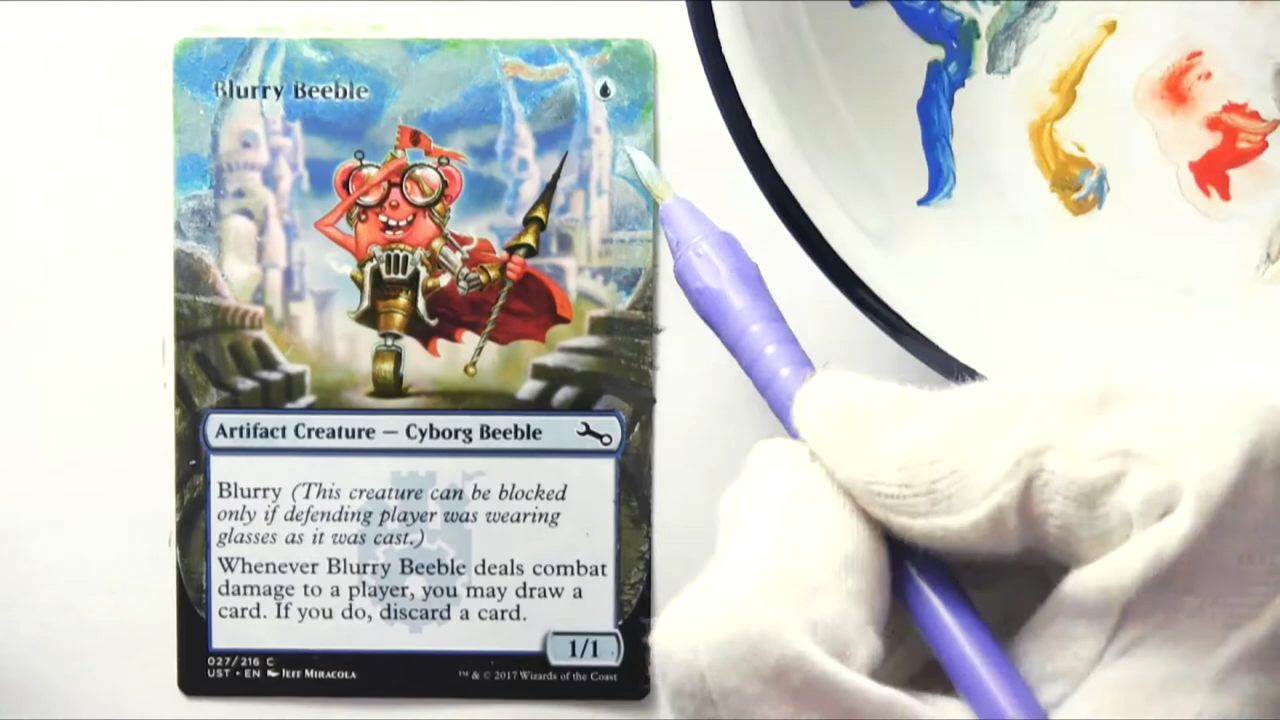 Blurry Beeble
Artifact Creature — Cyborg Beeble
Blurry (This creature can be blocked
only if defending player was wearing
glasses as it was cast.)
Whenever Blurry Beeble deals combat
damage to a player, you may draw a
card. If you do, discard a card.
1/1
027/216 C
UST • EN Jeff Miracola
™ & © 2017 Wizards of the Coast